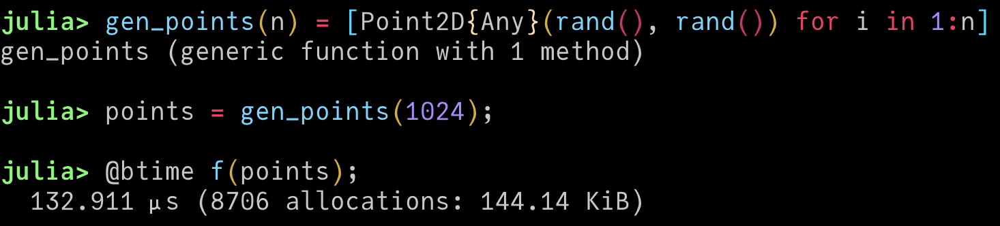 julia> gen_points(n) = [Point2D{Any}(rand(), rand()) for i in 1:n]
gen_points (generic function with 1 method)
julia> points = gen_points(1024);
julia> @btime f(points);
132.911 μs (8706 allocations: 144.14 KiB)